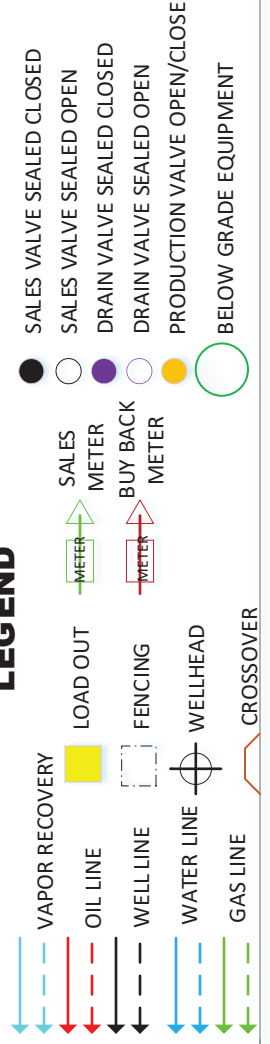 LEGEND
VAPOR RECOVERY
OIL LINE
WELL LINE
WATER LINE
GAS LINE
LOAD OUT
FENCING
WELLHEAD
CROSSOVER
METER
SALES
METER
METER
BUY BACK
METER
SALES VALVE SEALED CLOSED
SALES VALVE SEALED OPEN
DRAIN VALVE SEALED CLOSED
DRAIN VALVE SEALED OPEN
PRODUCTION VALVE OPEN/CLOSE
BELOW GRADE EQUIPMENT